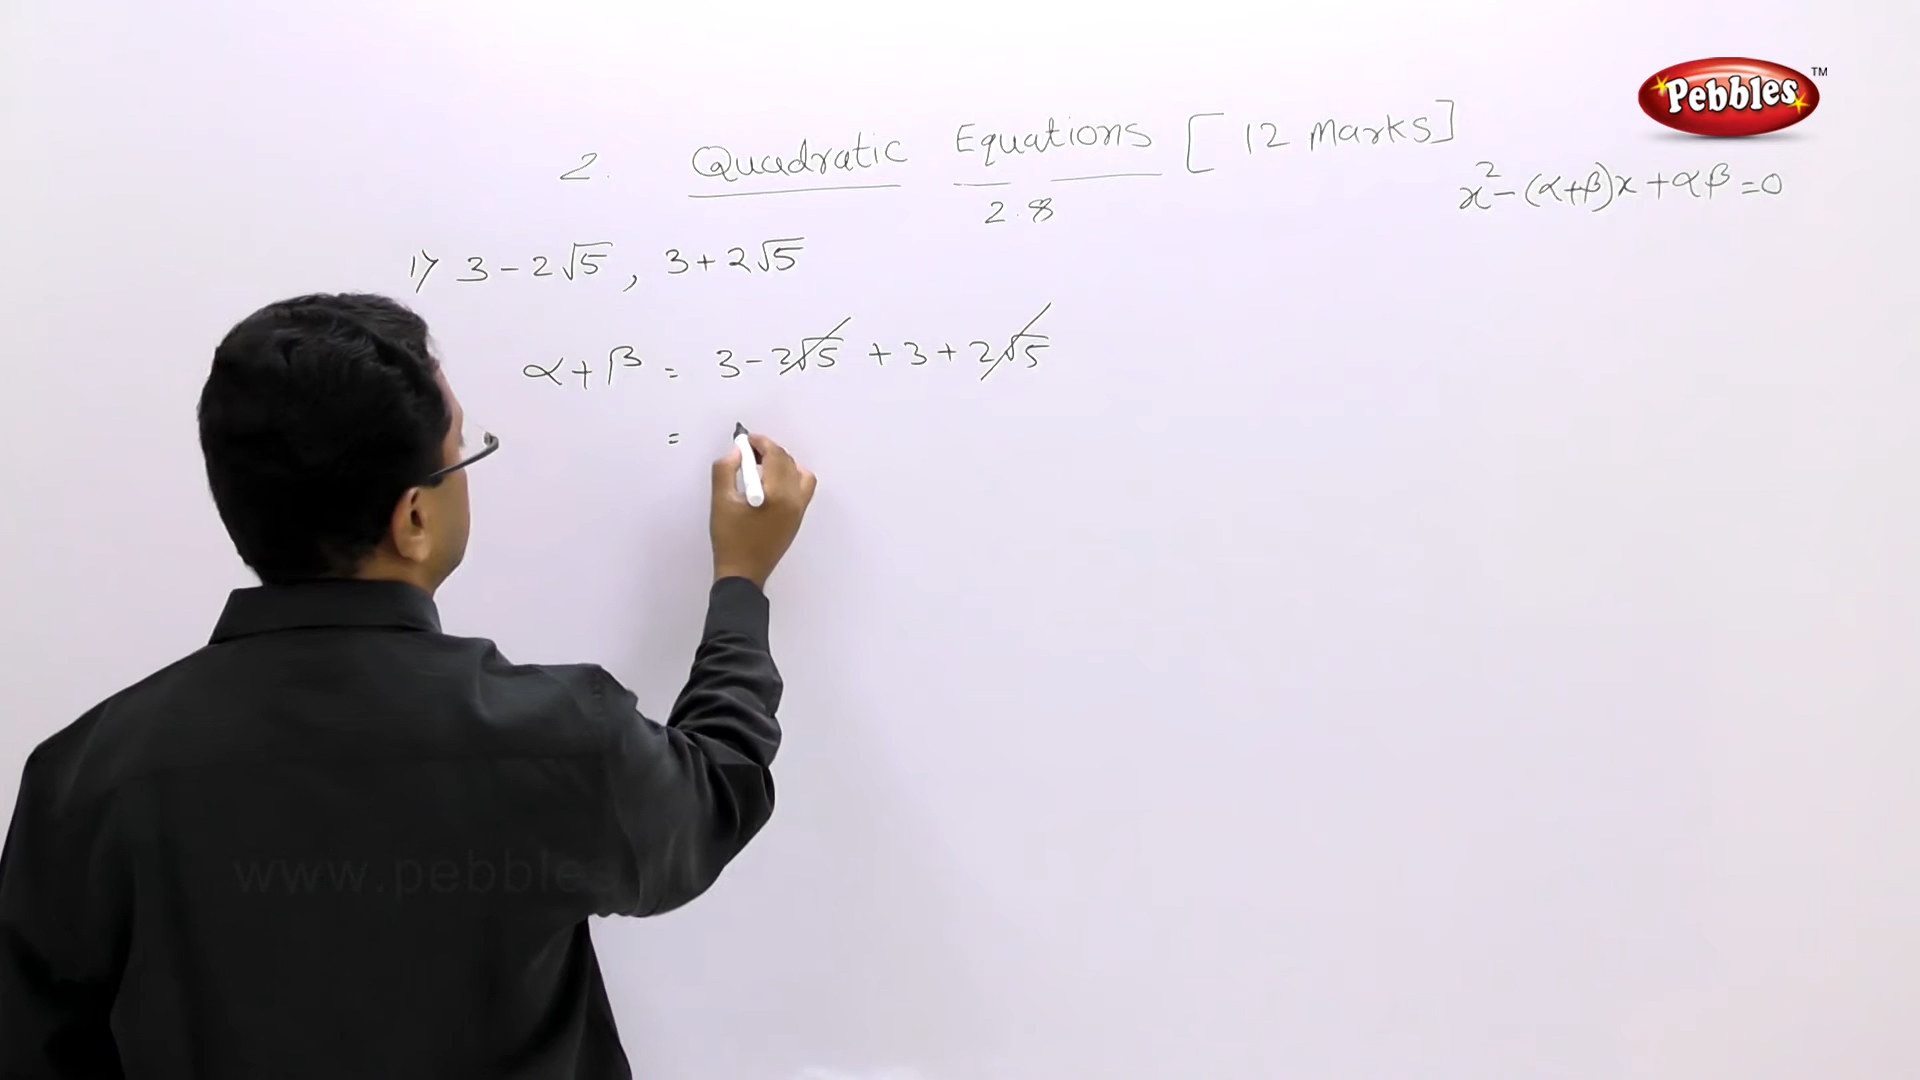 Pebbles™
2. Quadratic Equations [12 Marks]
x² - (α+β)x + αβ = 0
2.8
1) 3 - 2√5 , 3 + 2√5
α + β = 3 - 2√5 + 3 + 2√5
=
www.pebbles